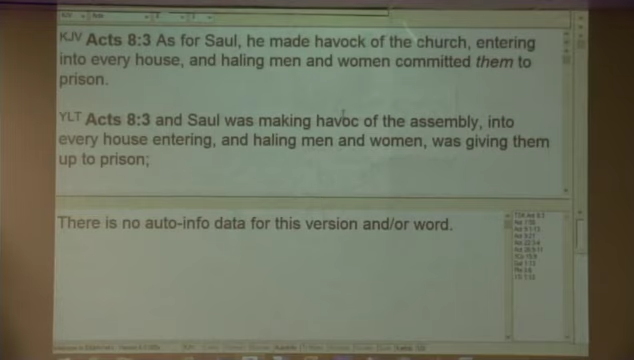 KJV Acts 8:3 As for Saul, he made havock of the church, entering
into every house, and haling men and women committed them to
prison.
YLT Acts 8:3 and Saul was making havoc of the assembly, into
every house entering, and haling men and women, was giving them
up to prison;
There is no auto-info data for this version and/or word.